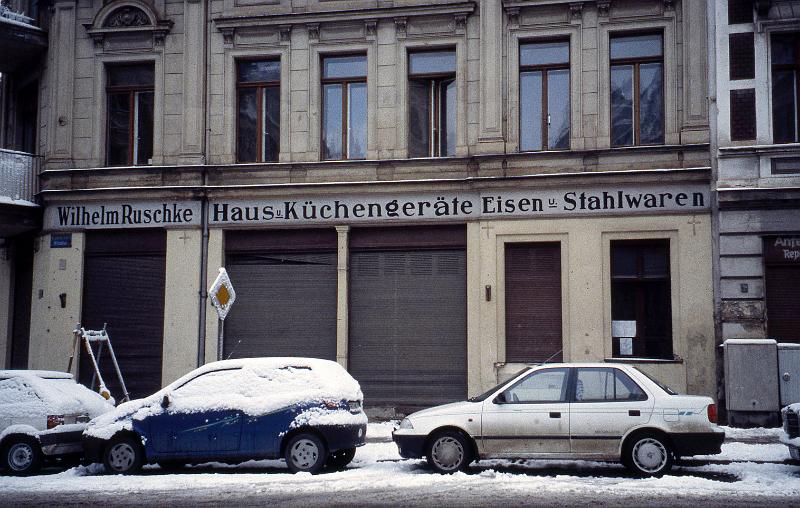 Wilhelm Ruschke Haus u. Küchengeräte Eisen u. Stahlwaren